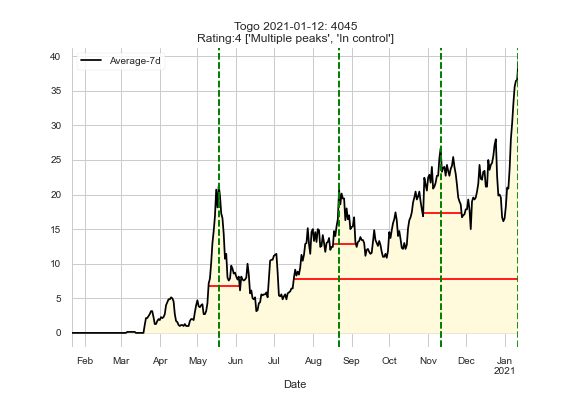 Togo 2021-01-12: 4045
Rating:4 ['Multiple peaks', 'In control']
Average-7d
40
35
30
25
20
15
10
5
0
Feb Mar Apr May Jun Jul Aug Sep Oct Nov Dec Jan
2021
Date